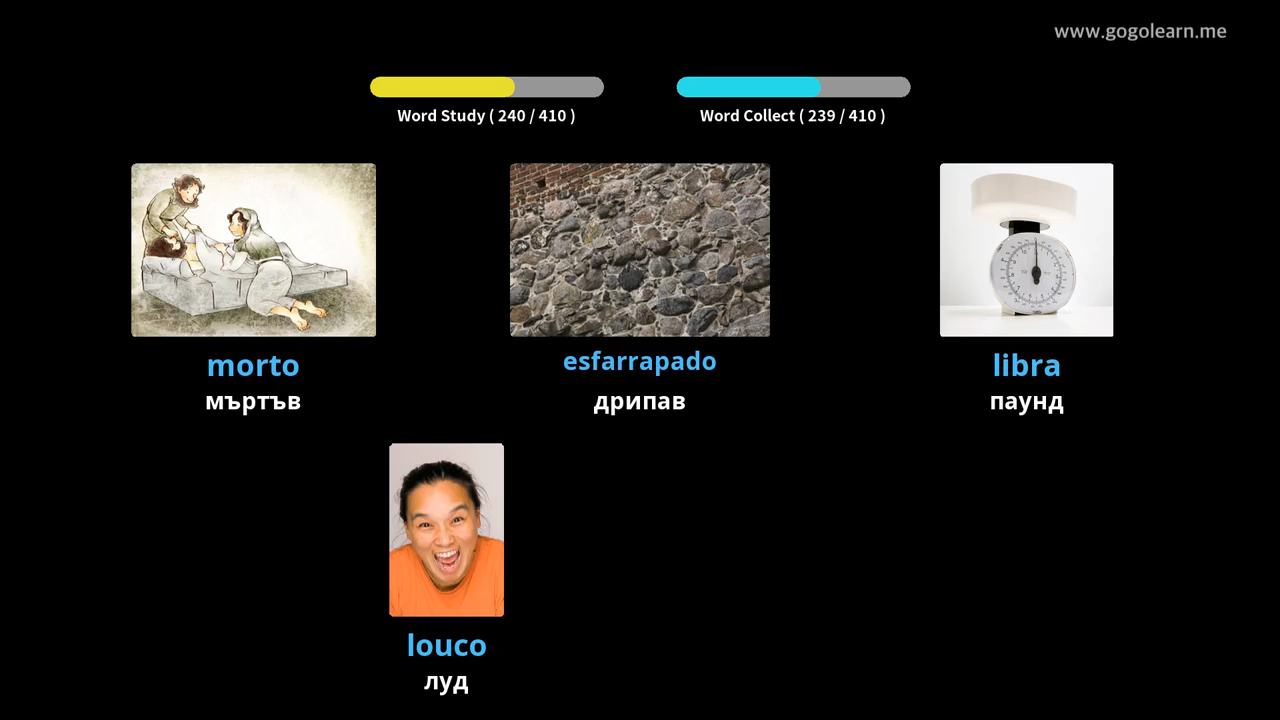 www.gogolearn.me
Word Study ( 240 / 410 )
Word Collect ( 239 / 410 )
morto
мъртъв
esfarrapado
дрипав
libra
паунд
louco
луд